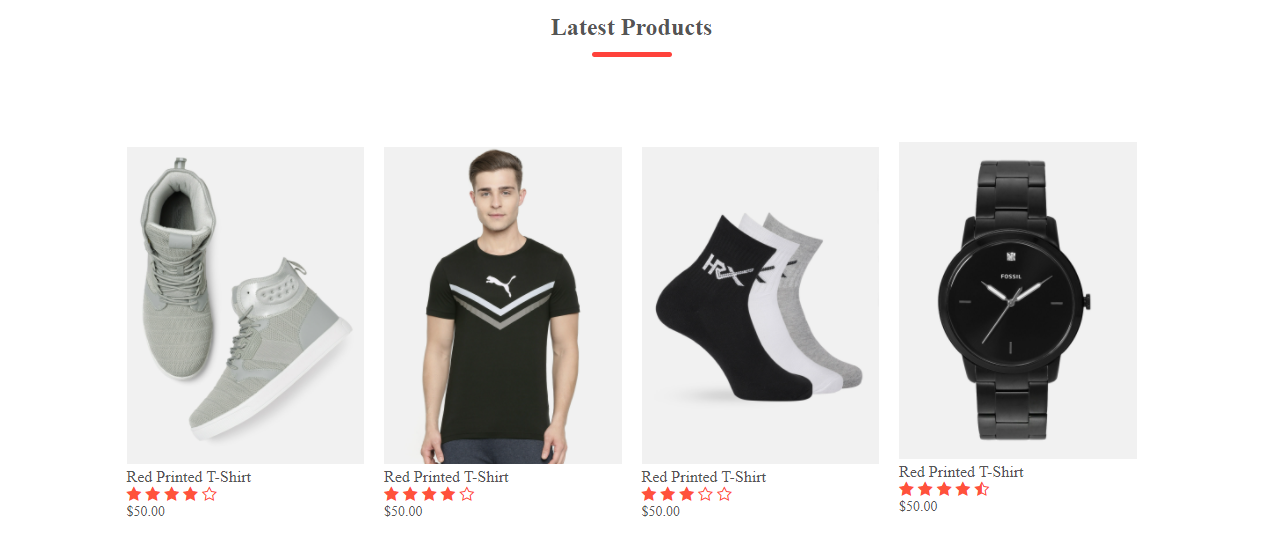 Latest Products
HRX
FOSSIL
Red Printed T-Shirt
$50.00
Red Printed T-Shirt
$50.00
Red Printed T-Shirt
$50.00
Red Printed T-Shirt
$50.00